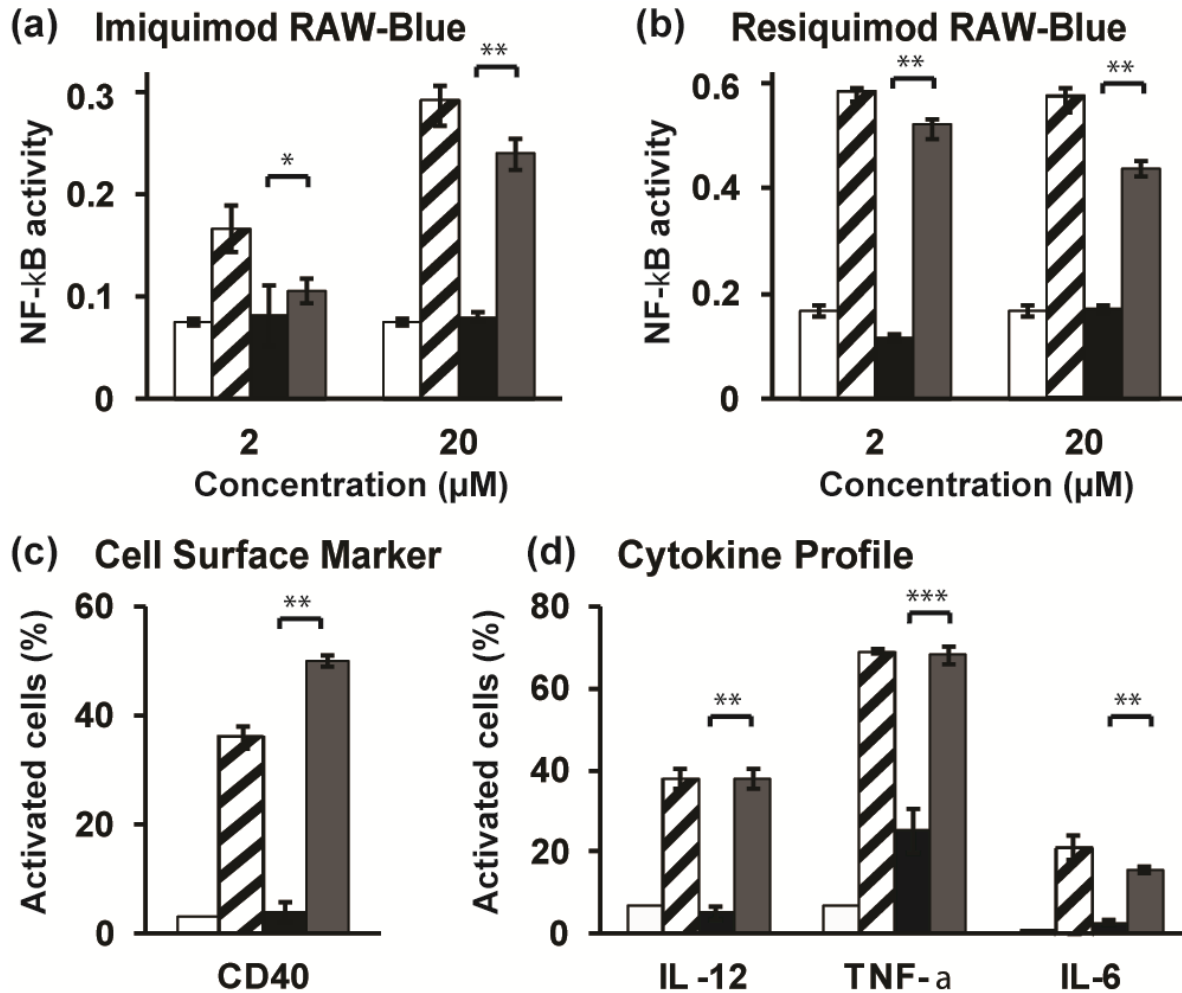 (a) Imiquimod RAW-Blue
**
*
0.3
0.2
0.1
0
NF-kB activity
2 20
Concentration (µM)
(b) Resiquimod RAW-Blue
** **
0.6
0.4
0.2
0
NF-kB activity
2 20
Concentration (µM)
(c) Cell Surface Marker
**
60
40
20
0
Activated cells (%)
CD40
(d) Cytokine Profile
***
** **
80
60
40
20
0
Activated cells (%)
IL -12 TNF- a IL-6